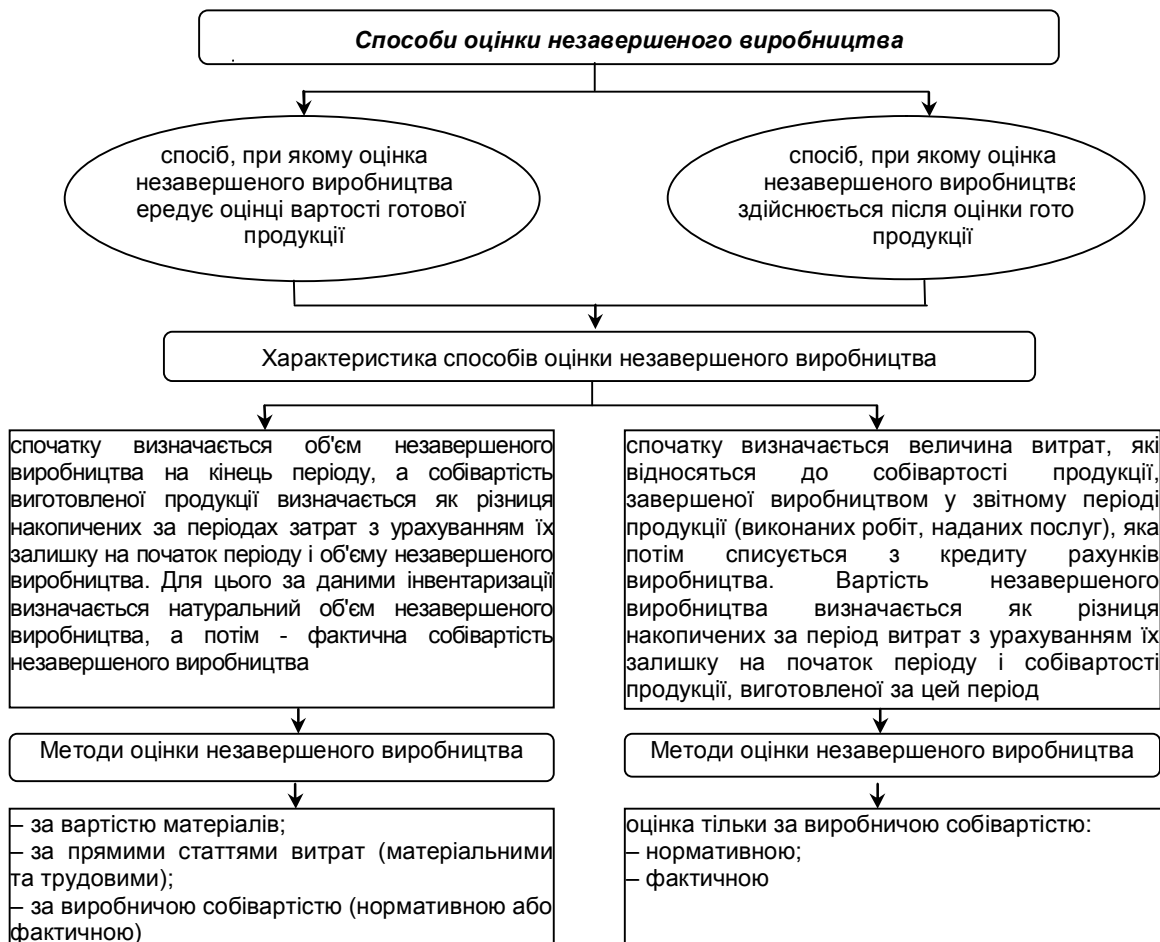 Способи оцінки незавершеного виробництва
спосіб, при якому оцінка
незавершеного виробництва
ередує оцінці вартості готової
продукції
спосіб, при якому оцінка
незавершеного виробництва
здійснюється після оцінки гото
продукції
Характеристика способів оцінки незавершеного виробництва
спочатку визначається об'єм незавершеного
виробництва на кінець періоду, а собівартість
виготовленої продукції визначається як різниця
накопичених за періодах затрат з урахуванням їх
залишку на початок періоду і об'єму незавершеного
виробництва. Для цього за даними інвентаризації
визначається натуральний об'єм незавершеного
виробництва, а потім - фактична собівартість
незавершеного виробництва
спочатку визначається величина витрат, які
відносяться до собівартості продукції,
завершеної виробництвом у звітному періоді
продукції (виконаних робіт, наданих послуг), яка
потім списується з кредиту рахунків
виробництва. Вартість незавершеного
виробництва визначається як різниця
накопичених за період витрат з урахуванням їх
залишку на початок періоду і собівартості
продукції, виготовленої за цей період
Методи оцінки незавершеного виробництва
Методи оцінки незавершеного виробництва
– за вартістю матеріалів;
– за прямими статтями витрат (матеріальними
та трудовими);
– за виробничою собівартістю (нормативною або
фактичною)
оцінка тільки за виробничою собівартістю:
– нормативною;
– фактичною